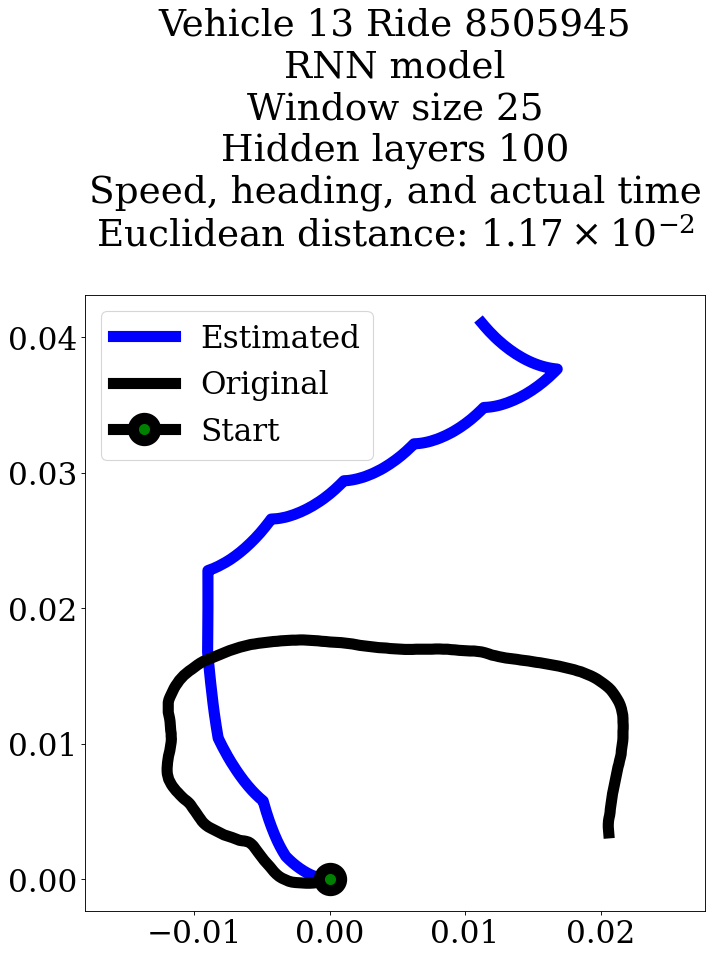 Vehicle 13 Ride 8505945
RNN model
Window size 25
Hidden layers 100
Speed, heading, and actual time
Euclidean distance: 1.17 × 10⁻²
Estimated
Original
Start
0.04
0.03
0.02
0.01
0.00
−0.01 0.00 0.01 0.02